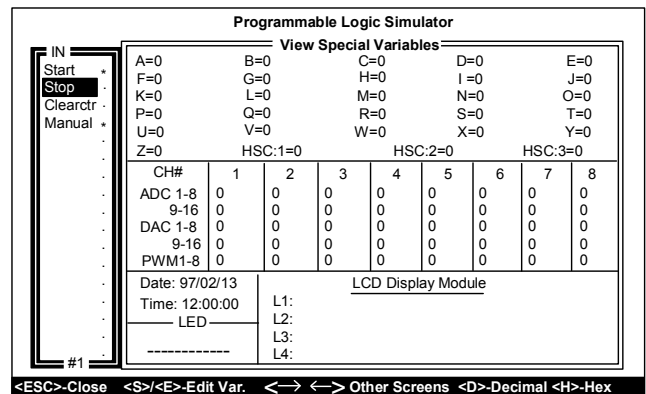 Programmable Logic Simulator
IN
Start *
Stop .
Clearctr .
Manual *
#1
View Special Variables
A=0 B=0 C=0 D=0 E=0
F=0 G=0 H=0 I =0 J=0
K=0 L=0 M=0 N=0 O=0
P=0 Q=0 R=0 S=0 T=0
U=0 V=0 W=0 X=0 Y=0
Z=0 HSC:1=0 HSC:2=0 HSC:3=0
CH# 1 2 3 4 5 6 7 8
ADC 1-8 0 0 0 0 0 0 0 0
9-16 0 0 0 0 0 0 0 0
DAC 1-8 0 0 0 0 0 0 0 0
9-16 0 0 0 0 0 0 0 0
PWM1-8 0 0 0 0 0 0 0 0
Date: 97/02/13
Time: 12:00:00
LED
------------
LCD Display Module
L1:
L2:
L3:
L4:
<ESC>-Close <S>/<E>-Edit Var. <→ ←> Other Screens <D>-Decimal <H>-Hex